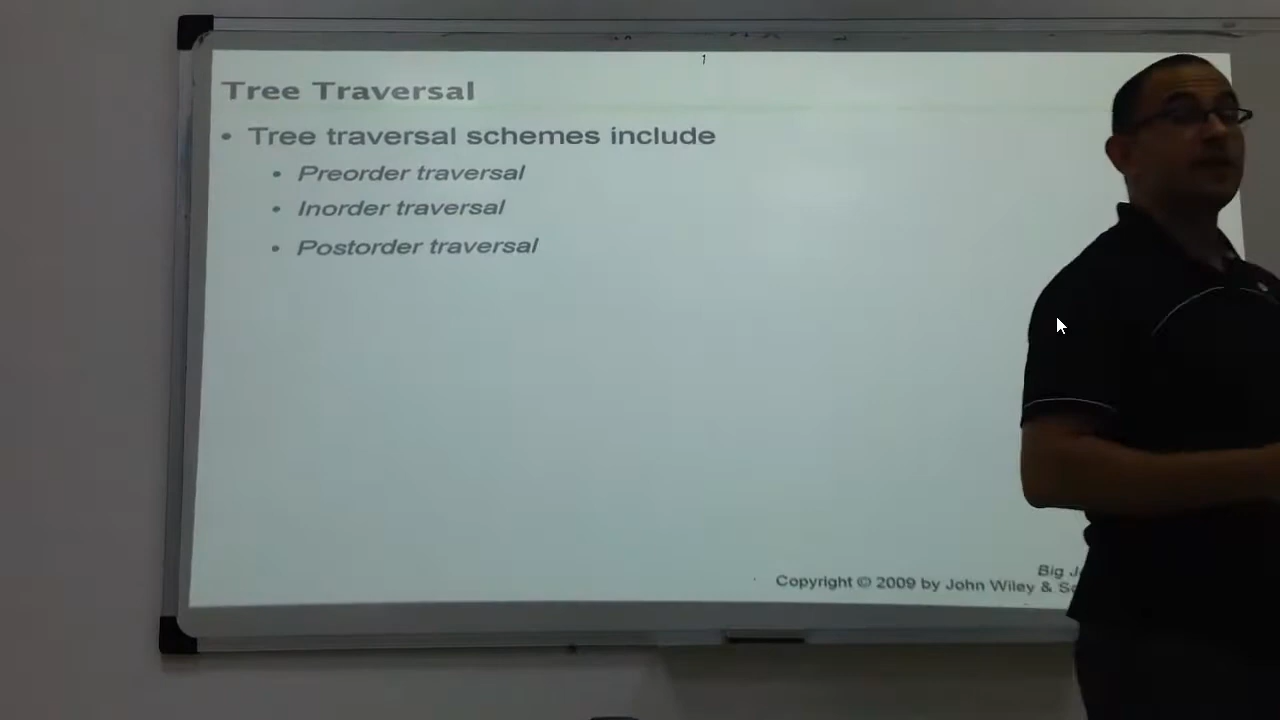 Tree Traversal
• Tree traversal schemes include
• Preorder traversal
• Inorder traversal
• Postorder traversal
Big
Copyright © 2009 by John Wiley &